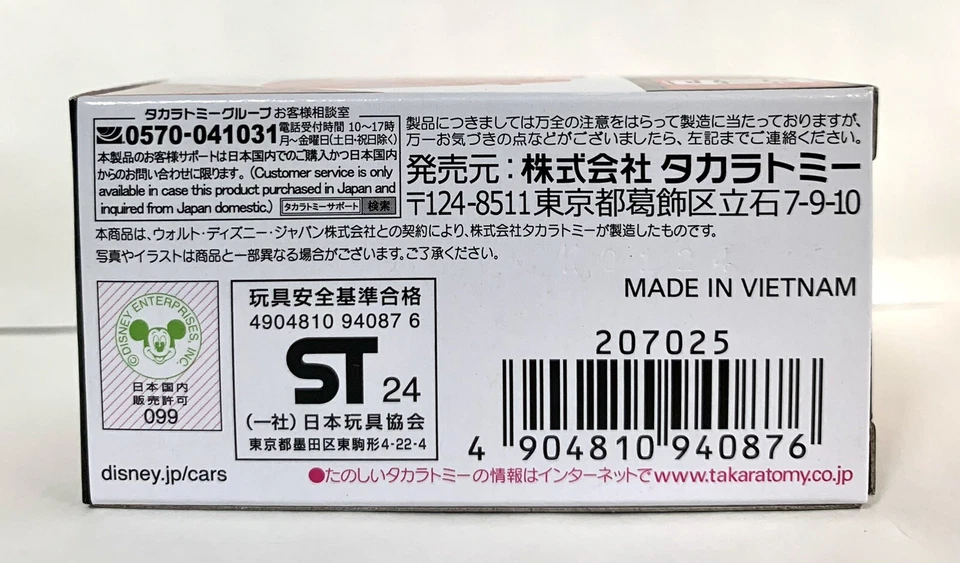 タカラトミーグループ お客様相談室
0570-041031 電話受付時間 10〜17時
月〜金曜日(土日・祝日除く)
本製品のお客様サポートは日本国内でのご購入かつ日本国内
からのお問い合わせに限ります。(Customer service is only
available in case this product purchased in Japan and
inquired from Japan domestic.) タカラトミーサポート 検索
製品につきましては万全の注意をはらって製造に当たっておりますが、
万一お気づきの点などがございましたら、左記までご連絡ください。
発売元：株式会社 タカラトミー
〒124-8511 東京都葛飾区立石7-9-10
本商品は、ウォルト・ディズニー・ジャパン株式会社との契約により、株式会社タカラトミーが製造したものです。
写真やイラストは商品と一部異なる場合がございます。ご了承ください。
MADE IN VIETNAM
© DISNEY ENTERPRISES, INC.
日本国内
販売許可
099
玩具安全基準合格
4904810 94087 6
ST 24
(一社)日本玩具協会
東京都墨田区東駒形4-22-4
207025
4 904810 940876
disney.jp/cars
●たのしいタカラトミーの情報はインターネットで www.takaratomy.co.jp